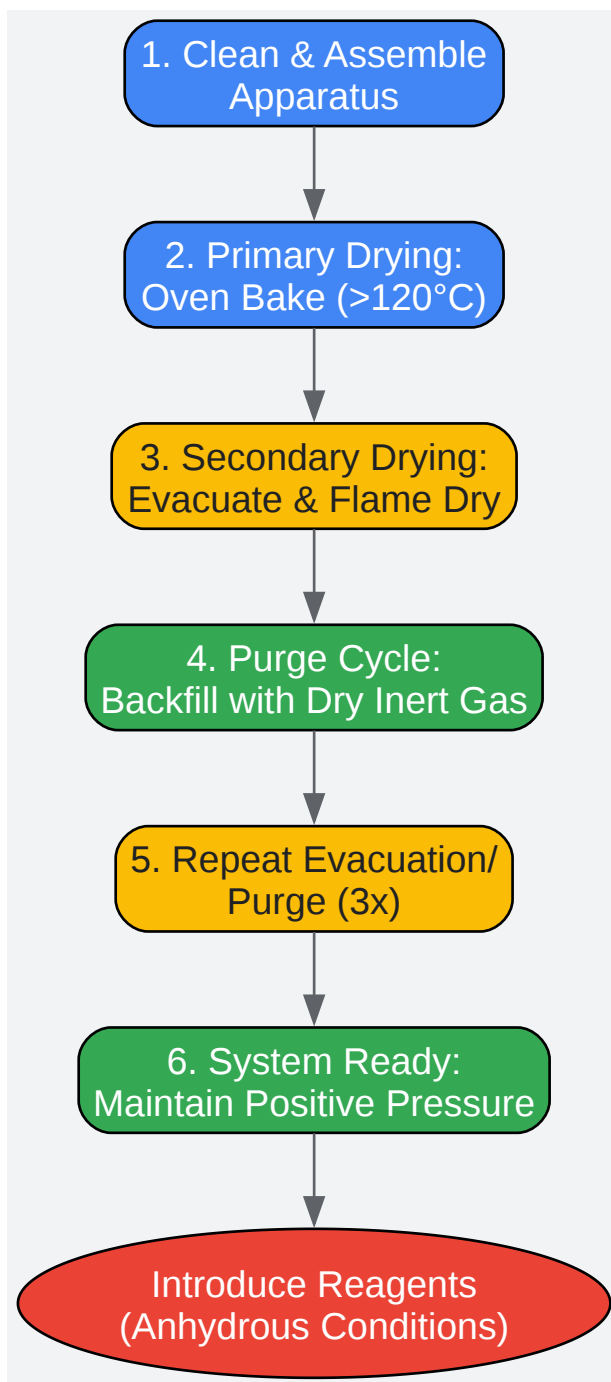 1. Clean & Assemble
Apparatus
2. Primary Drying:
Oven Bake (>120°C)
3. Secondary Drying:
Evacuate & Flame Dry
4. Purge Cycle:
Backfill with Dry Inert Gas
5. Repeat Evacuation/
Purge (3x)
6. System Ready:
Maintain Positive Pressure
Introduce Reagents
(Anhydrous Conditions)